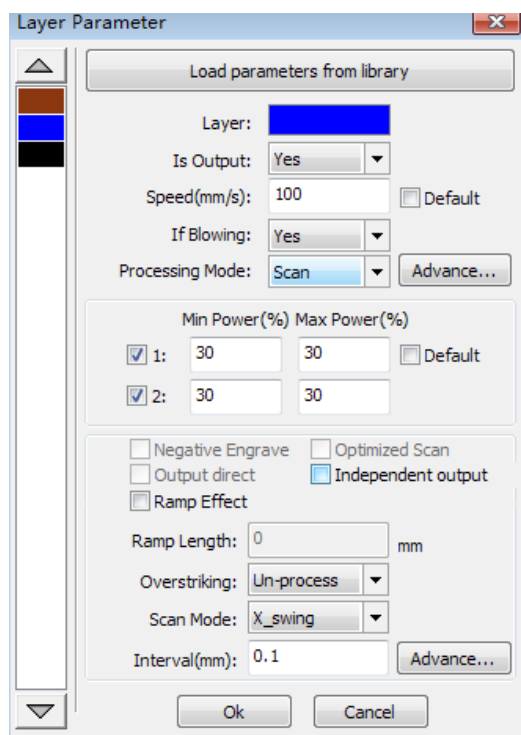 Layer Parameter
Load parameters from library
Layer:
Is Output: Yes
Speed(mm/s): 100 Default
If Blowing: Yes
Processing Mode: Scan Advance...
Min Power(%) Max Power(%)
1: 30 30 Default
2: 30 30
Negative Engrave Optimized Scan
Output direct Independent output
Ramp Effect
Ramp Length: 0 mm
Overstriking: Un-process
Scan Mode: X_swing
Interval(mm): 0.1 Advance...
Ok Cancel